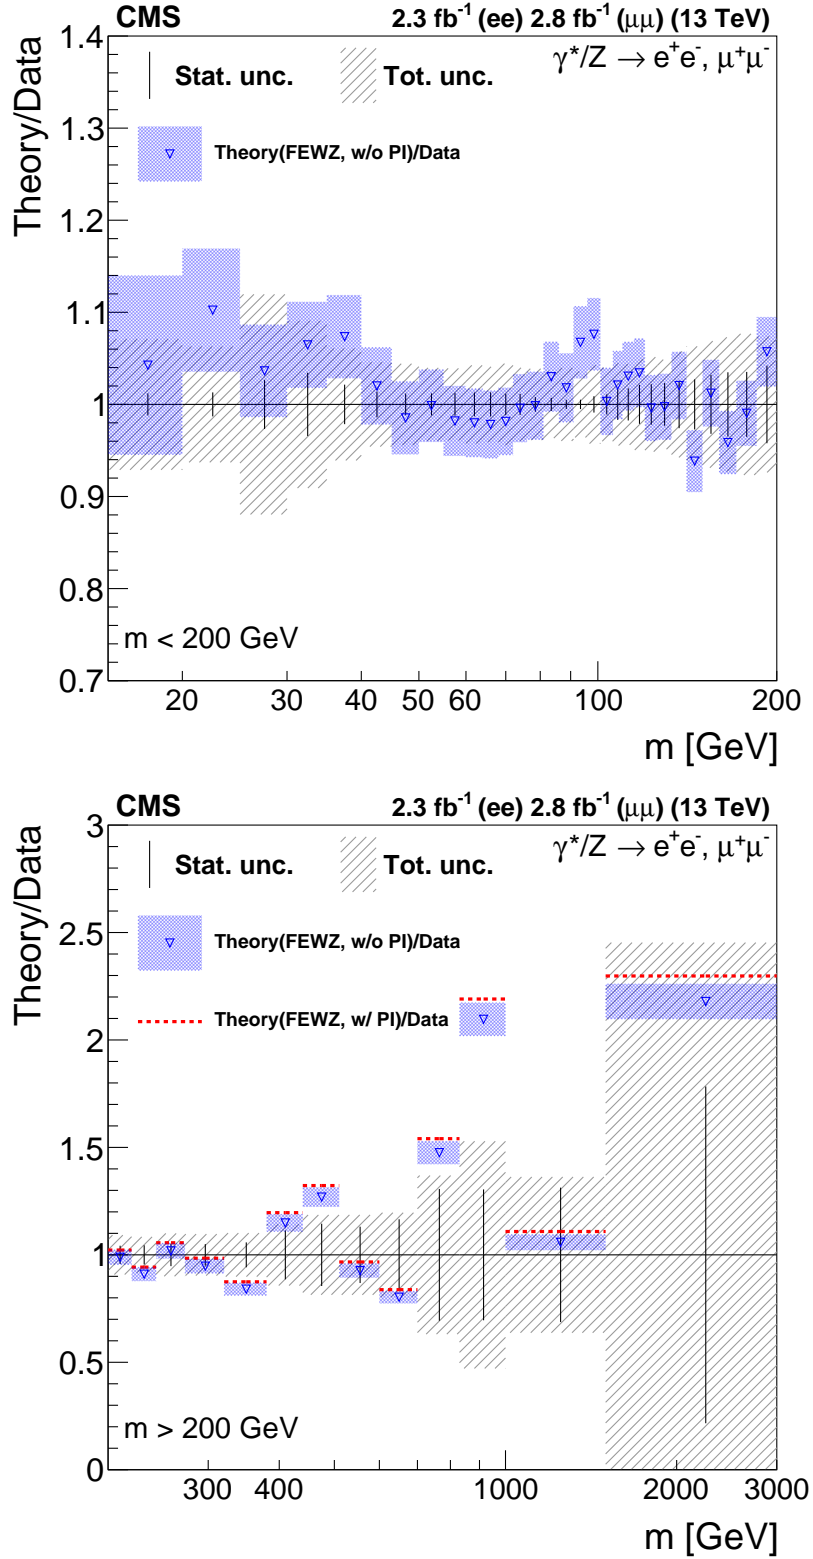 CMS 2.3 fb⁻¹ (ee) 2.8 fb⁻¹ (μμ) (13 TeV)
γ*/Z → e⁺e⁻, μ⁺μ⁻
Stat. unc. Tot. unc.
Theory(FEWZ, w/o PI)/Data
Theory/Data
1.4
1.3
1.2
1.1
1
0.9
0.8
0.7
m < 200 GeV
20 30 40 50 60 100 200
m [GeV]
CMS 2.3 fb⁻¹ (ee) 2.8 fb⁻¹ (μμ) (13 TeV)
γ*/Z → e⁺e⁻, μ⁺μ⁻
Stat. unc. Tot. unc.
Theory(FEWZ, w/o PI)/Data
Theory(FEWZ, w/ PI)/Data
Theory/Data
3
2.5
2
1.5
1
0.5
0
m > 200 GeV
300 400 1000 2000 3000
m [GeV]